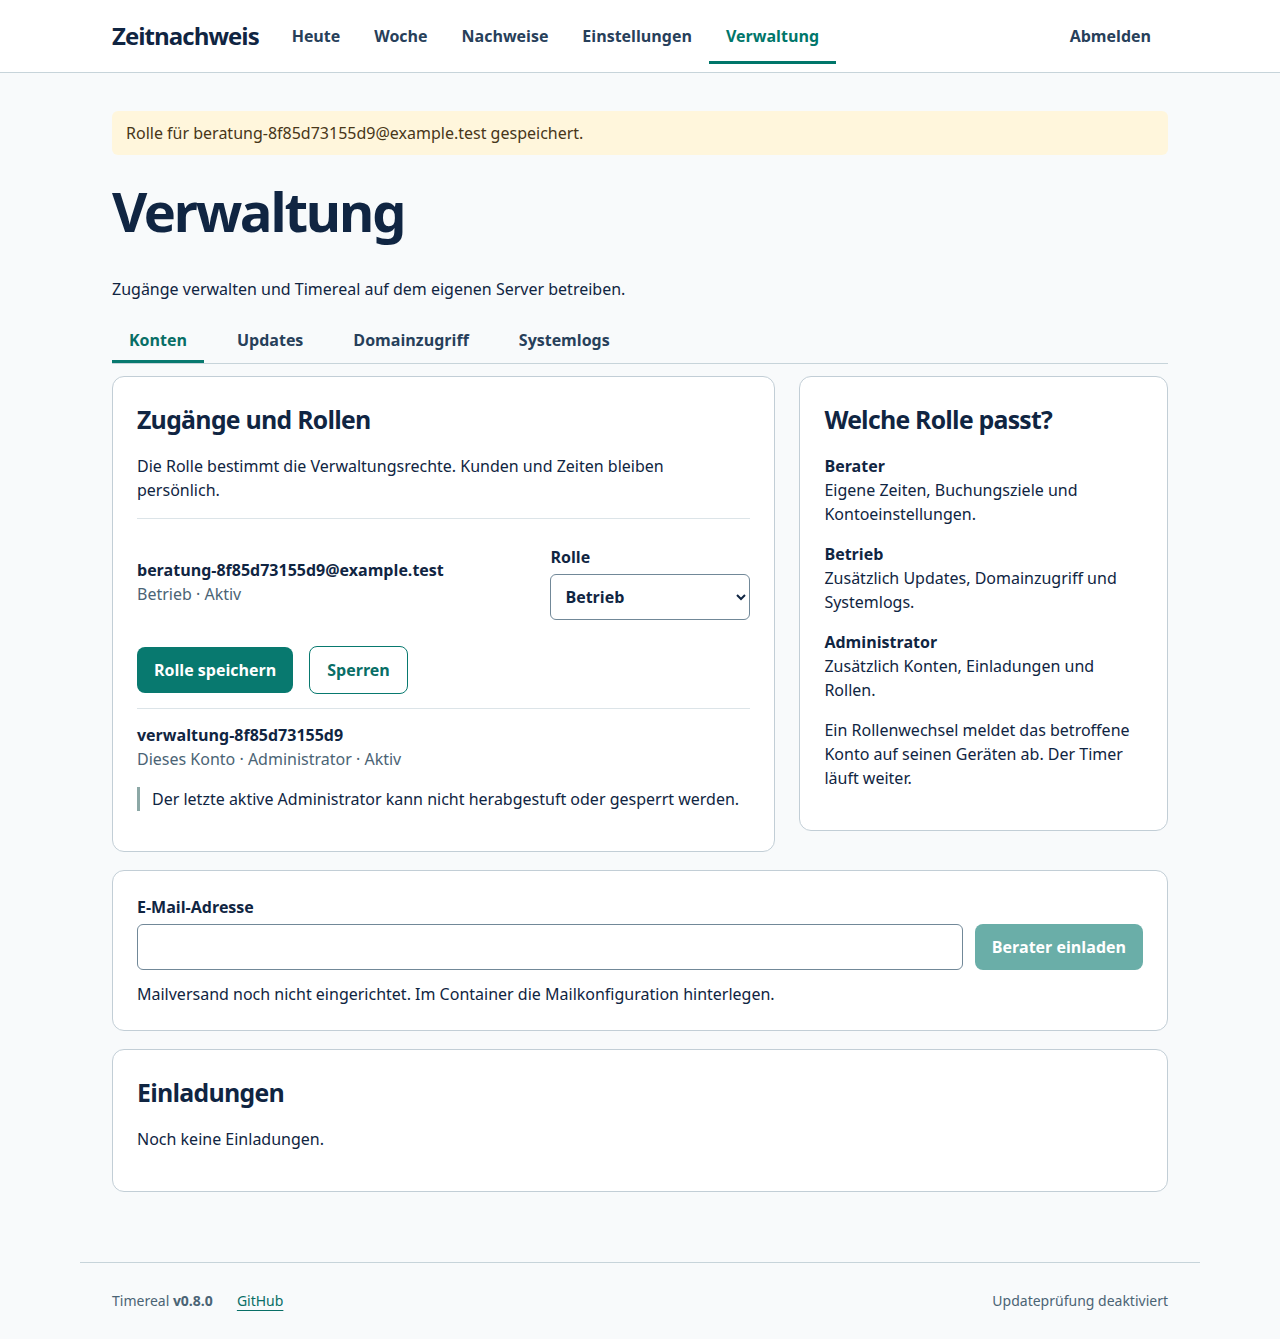 Zeitnachweis Heute Woche Nachweise Einstellungen Verwaltung Abmelden
Rolle für beratung-8f85d73155d9@example.test gespeichert.
Verwaltung
Zugänge verwalten und Timereal auf dem eigenen Server betreiben.
Konten Updates Domainzugriff Systemlogs
Zugänge und Rollen
Die Rolle bestimmt die Verwaltungsrechte. Kunden und Zeiten bleiben
persönlich.
beratung-8f85d73155d9@example.test
Betrieb · Aktiv
Rolle
Betrieb
Rolle speichern Sperren
verwaltung-8f85d73155d9
Dieses Konto · Administrator · Aktiv
Der letzte aktive Administrator kann nicht herabgestuft oder gesperrt werden.
Welche Rolle passt?
Berater
Eigene Zeiten, Buchungsziele und
Kontoeinstellungen.
Betrieb
Zusätzlich Updates, Domainzugriff und
Systemlogs.
Administrator
Zusätzlich Konten, Einladungen und
Rollen.
Ein Rollenwechsel meldet das betroffene
Konto auf seinen Geräten ab. Der Timer
läuft weiter.
E-Mail-Adresse
Berater einladen
Mailversand noch nicht eingerichtet. Im Container die Mailkonfiguration hinterlegen.
Einladungen
Noch keine Einladungen.
Timereal v0.8.0 GitHub Updateprüfung deaktiviert